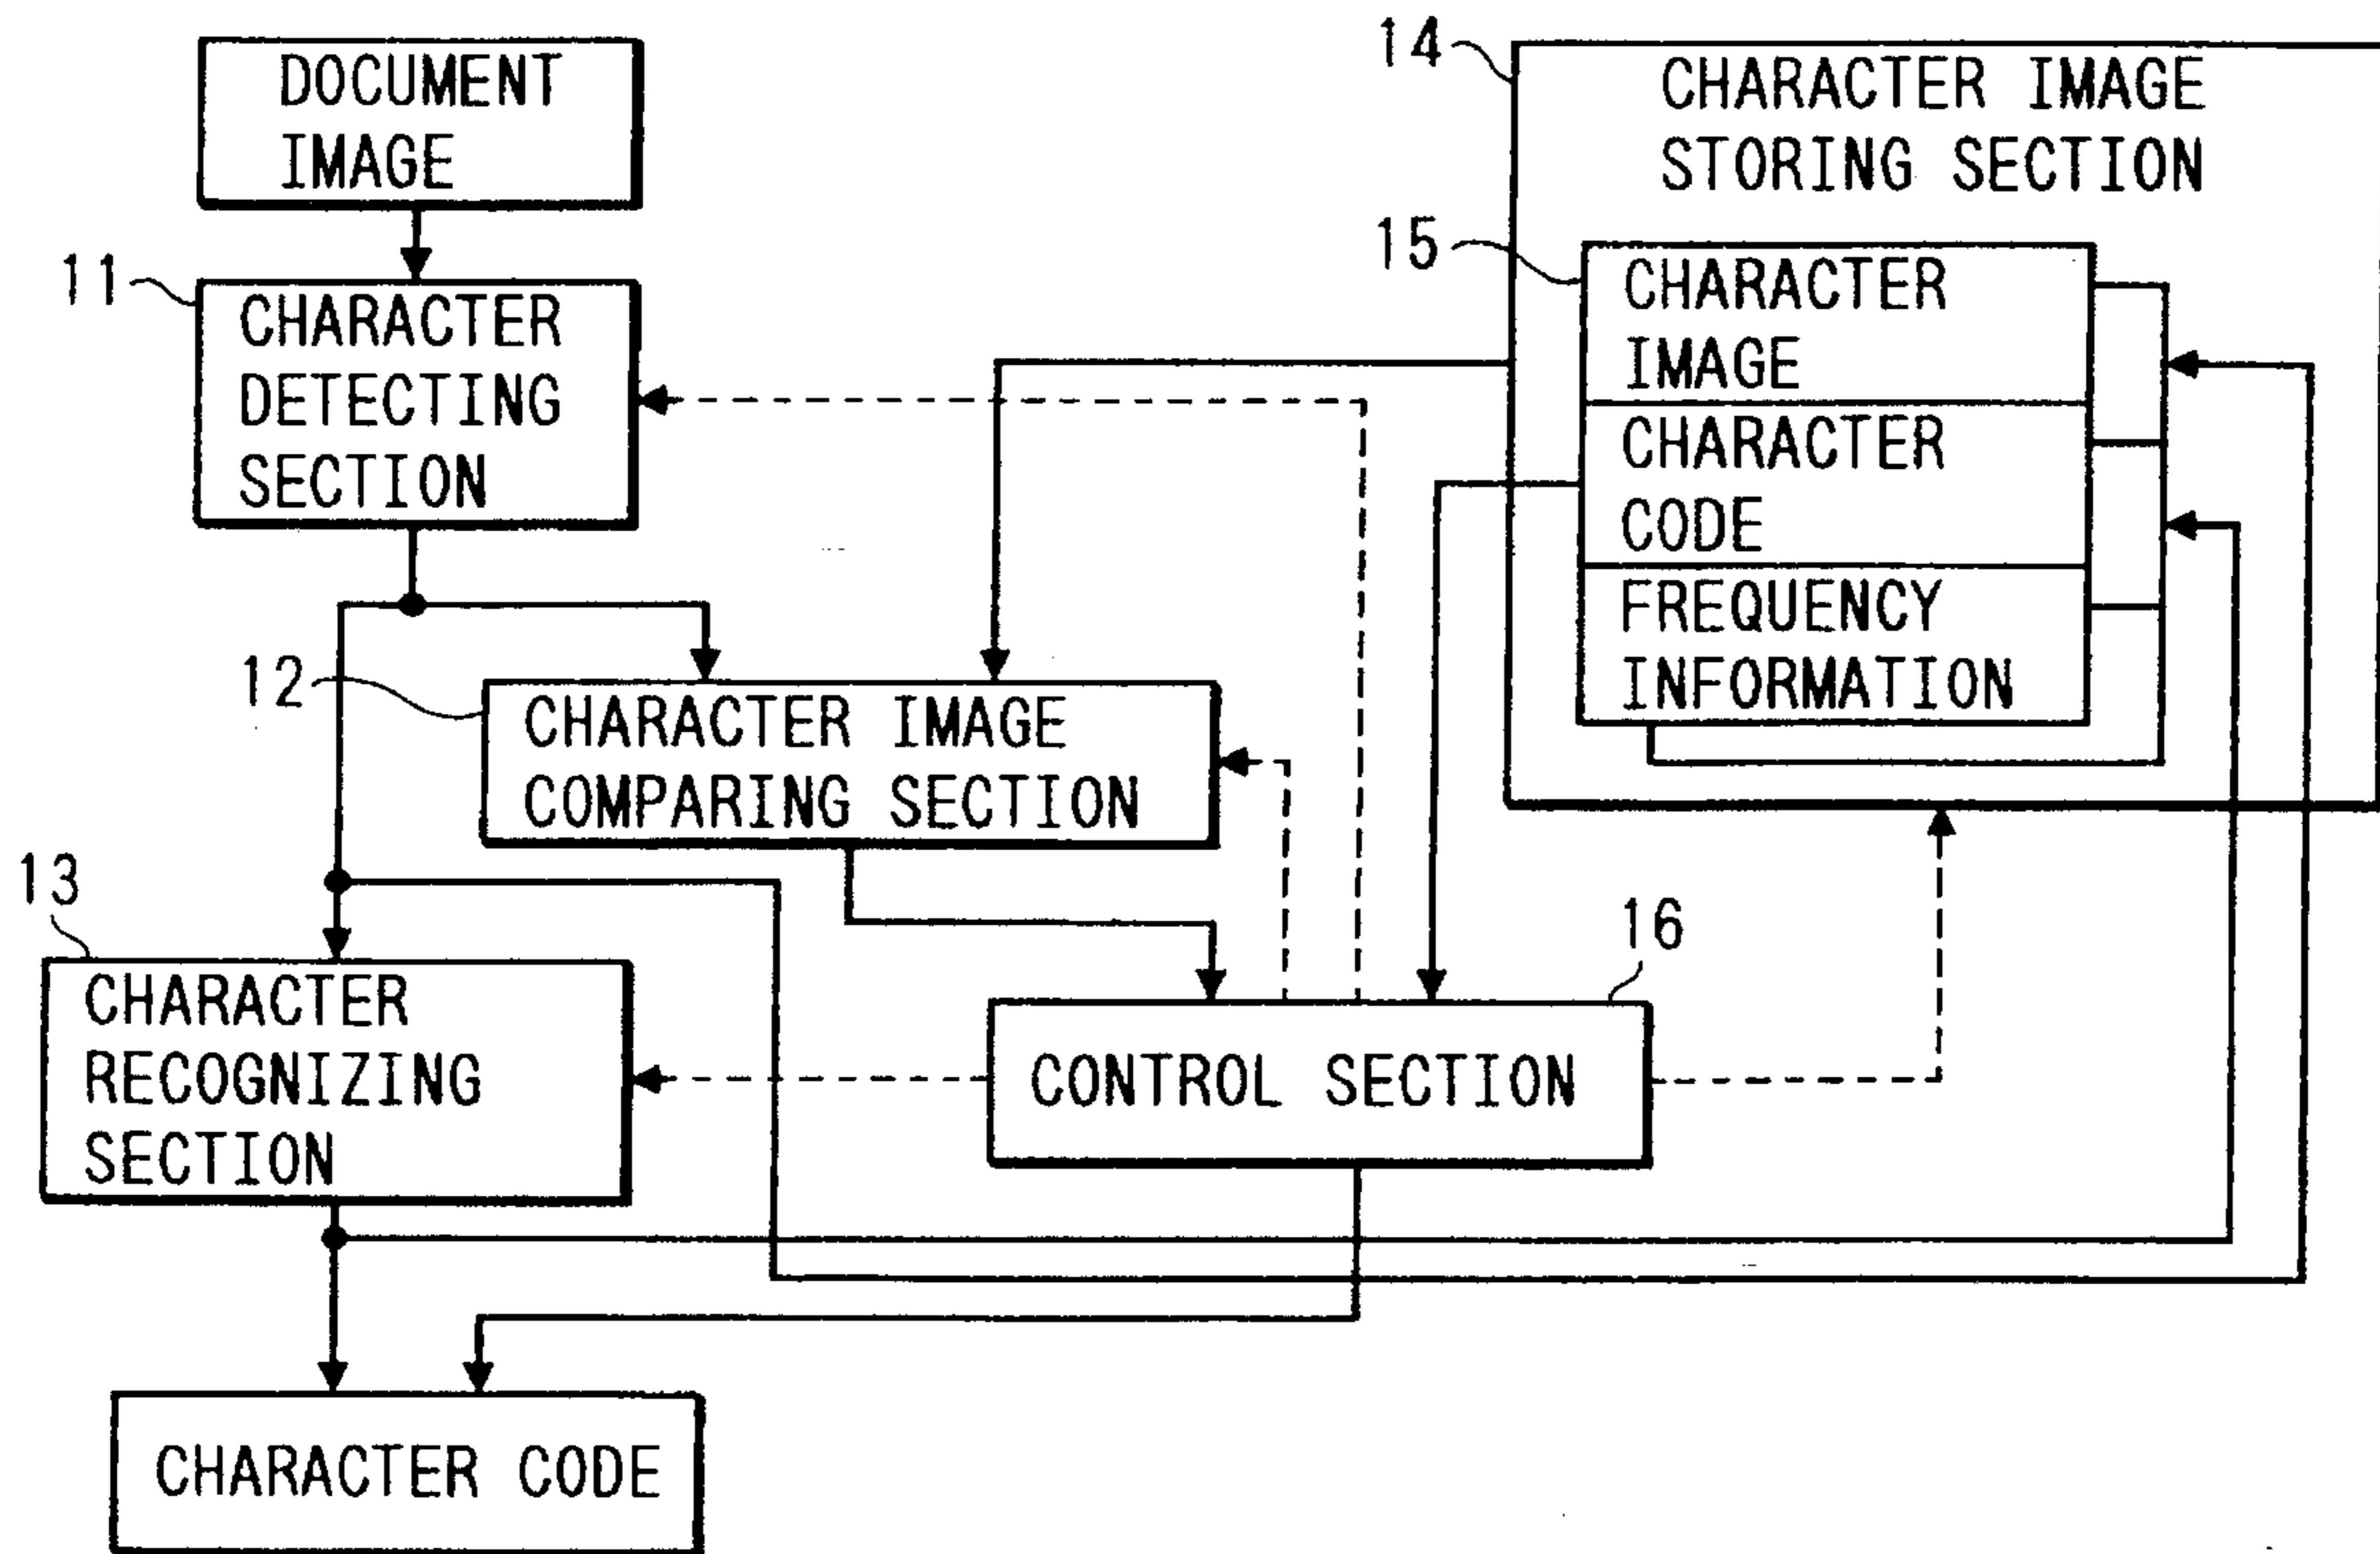 DOCUMENT
IMAGE
11
CHARACTER
DETECTING
SECTION
12
CHARACTER IMAGE
COMPARING SECTION
13
CHARACTER
RECOGNIZING
SECTION
14
CHARACTER IMAGE
STORING SECTION
15
CHARACTER
IMAGE
CHARACTER
CODE
FREQUENCY
INFORMATION
16
CONTROL SECTION
CHARACTER CODE